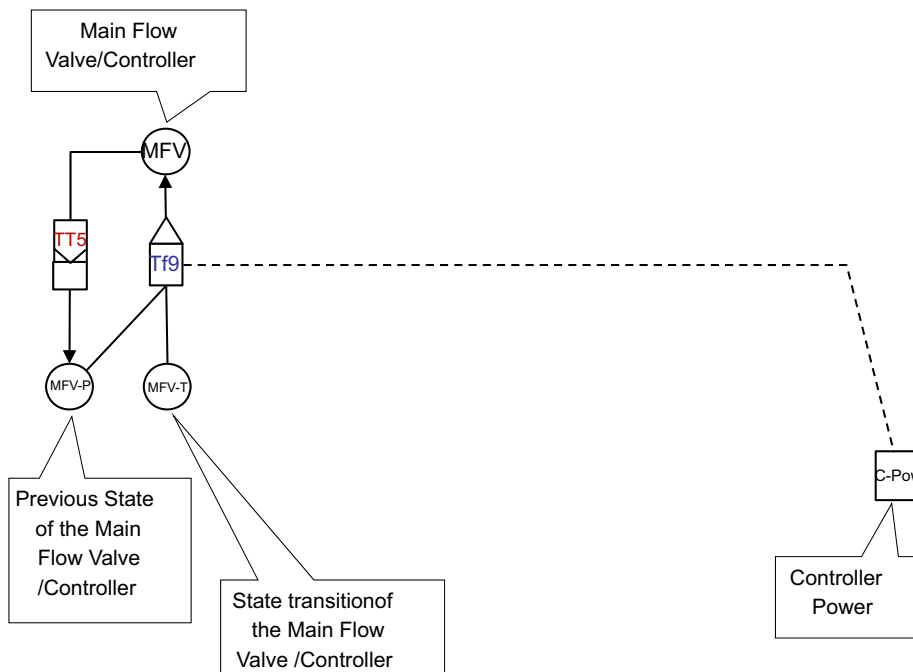 Main Flow
Valve/Controller
MFV
TT5
Tf9
MFV-P
MFV-T
C-Pow
Previous State
of the Main
Flow Valve
/Controller
State transitionof
the Main Flow
Valve /Controller
Controller
Power